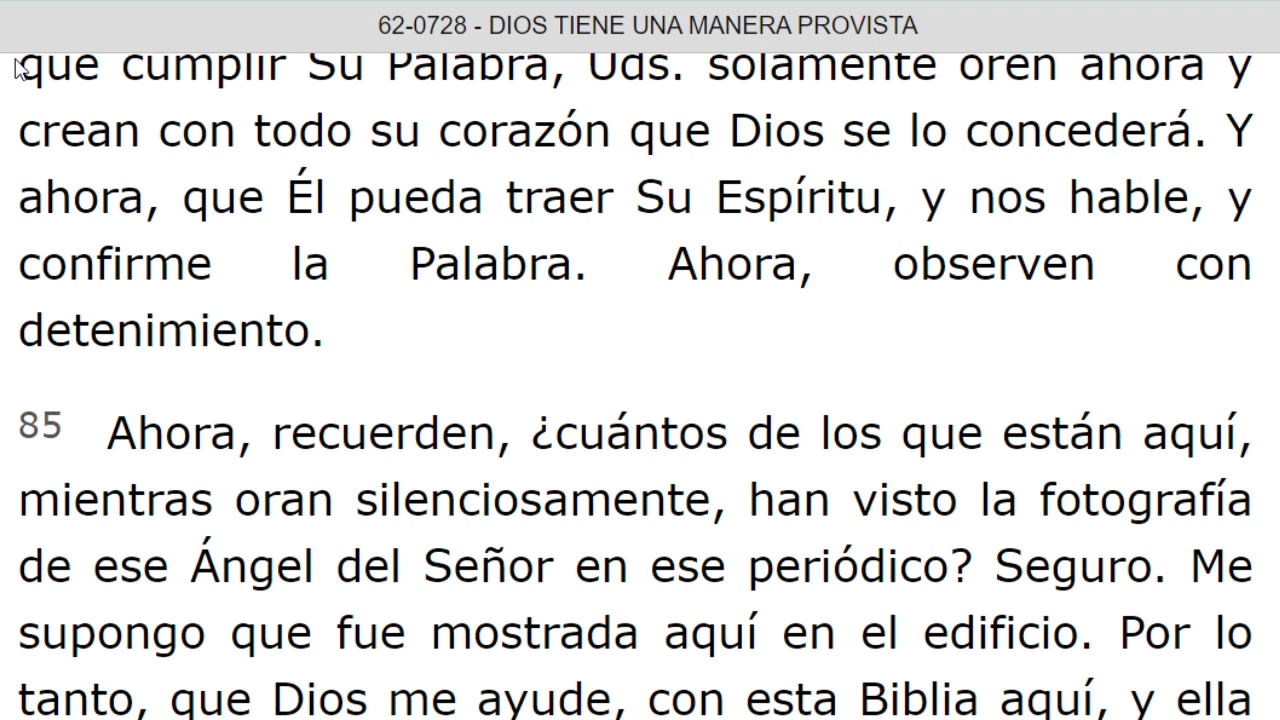 62-0728 - DIOS TIENE UNA MANERA PROVISTA
que cumplir Su Palabra, Uds. solamente oren ahora y
crean con todo su corazón que Dios se lo concederá. Y
ahora, que Él pueda traer Su Espíritu, y nos hable, y
confirme la Palabra. Ahora, observen con
detenimiento.
85 Ahora, recuerden, ¿cuántos de los que están aquí,
mientras oran silenciosamente, han visto la fotografía
de ese Ángel del Señor en ese periódico? Seguro. Me
supongo que fue mostrada aquí en el edificio. Por lo
tanto, que Dios me ayude, con esta Biblia aquí, y ella